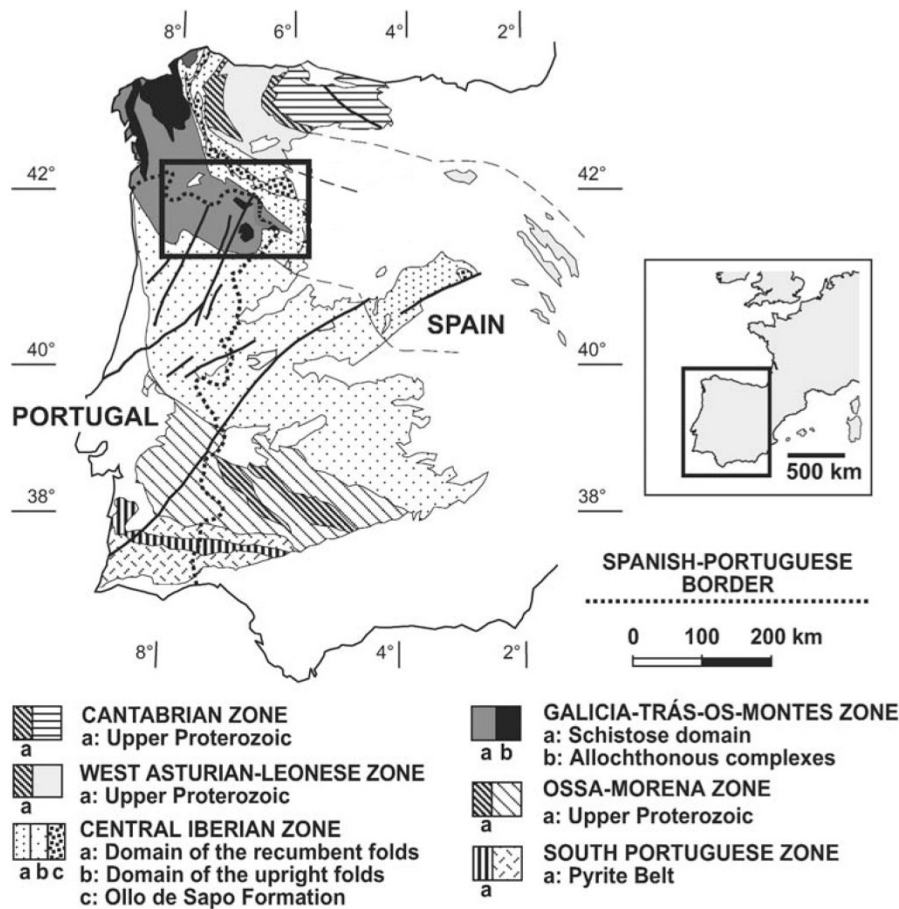 8° 6° 4° 2°
42° 42°
SPAIN
40° 40°
PORTUGAL
500 km
38° 38°
SPANISH-PORTUGUESE
BORDER
0 100 200 km
8° 6° 4° 2°
CANTABRIAN ZONE
a: Upper Proterozoic
a
WEST ASTURIAN-LEONESE ZONE
a: Upper Proterozoic
a
CENTRAL IBERIAN ZONE
a: Domain of the recumbent folds
a b c b: Domain of the upright folds
c: Ollo de Sapo Formation
GALICIA-TRÁS-OS-MONTES ZONE
a: Schistose domain
a b
b: Allochthonous complexes
OSSA-MORENA ZONE
a: Upper Proterozoic
a
SOUTH PORTUGUESE ZONE
a: Pyrite Belt
a